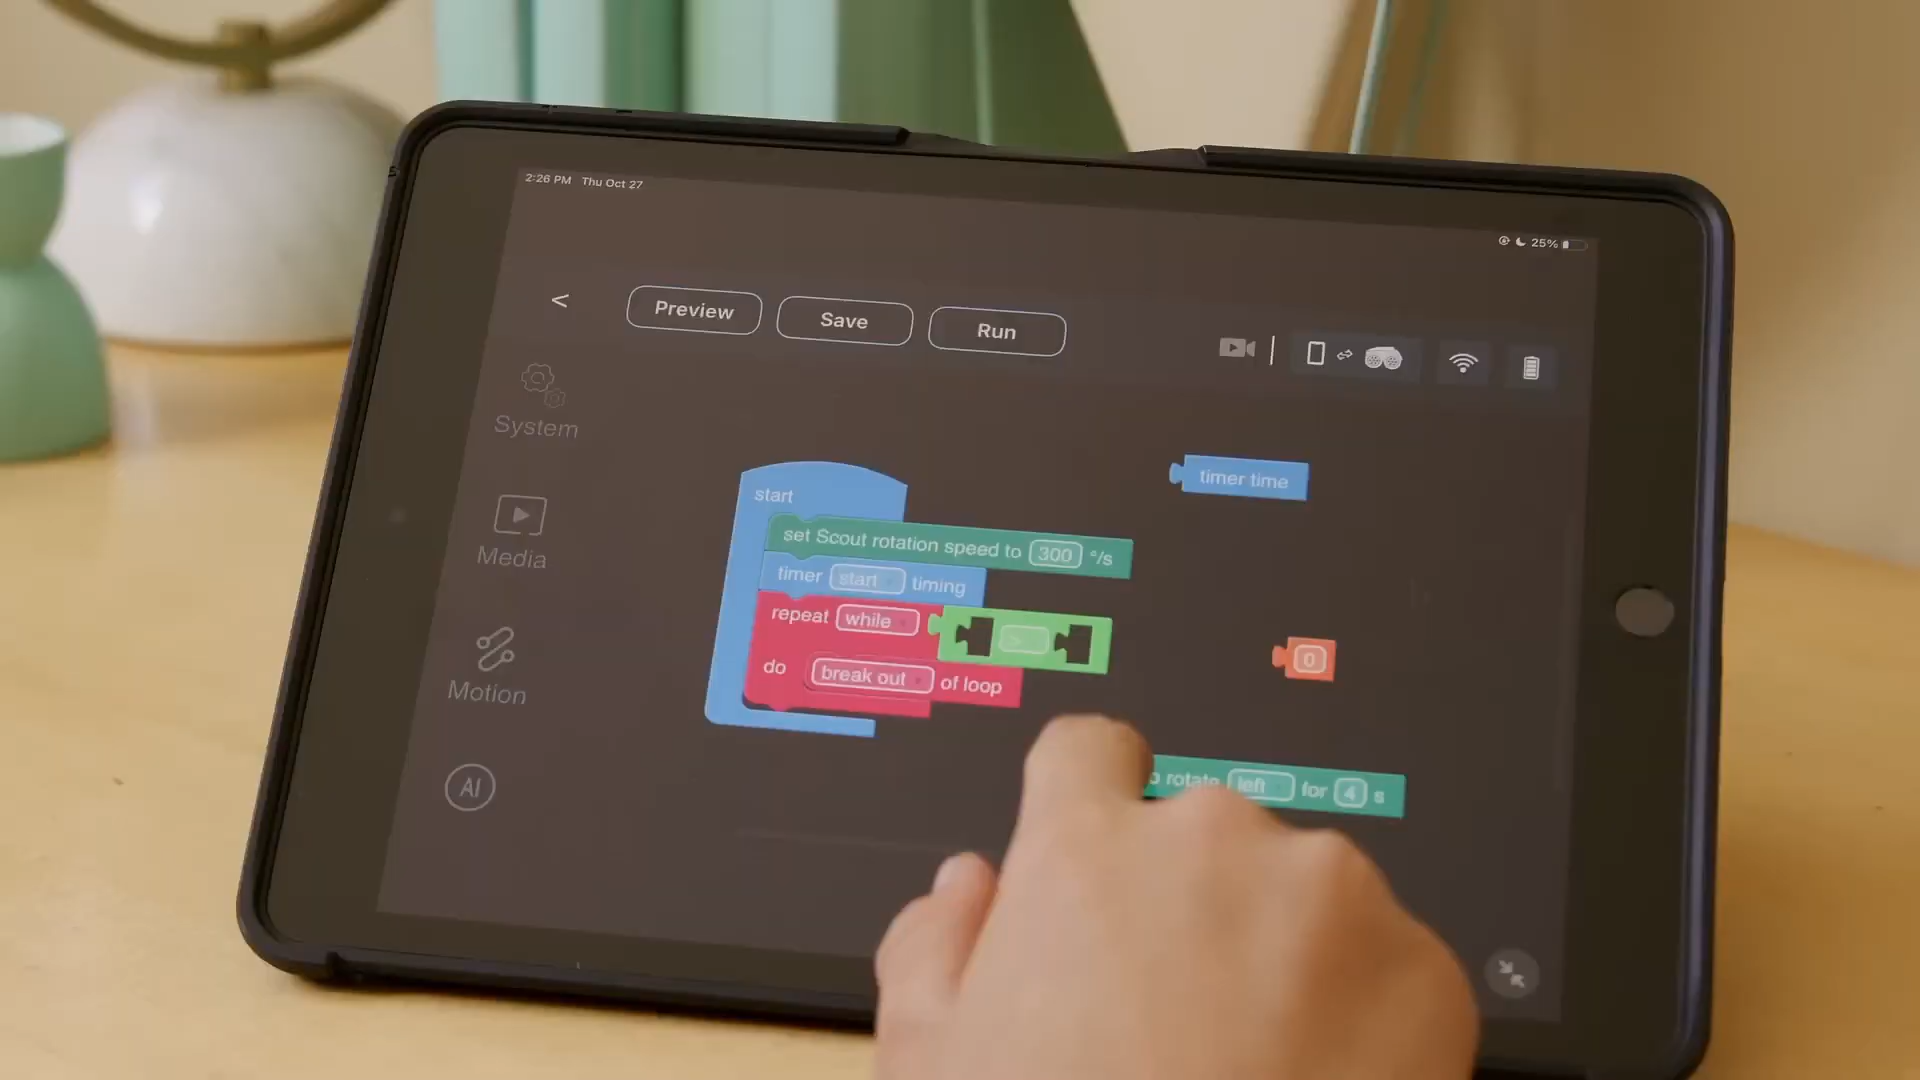 2:26 PM Thu Oct 27
25%
<
Preview
Save
Run
System
Media
Motion
AI
timer time
start
set Scout rotation speed to 300 °/s
timer start timing
repeat while
do break out of loop
0
rotate left for 4 s